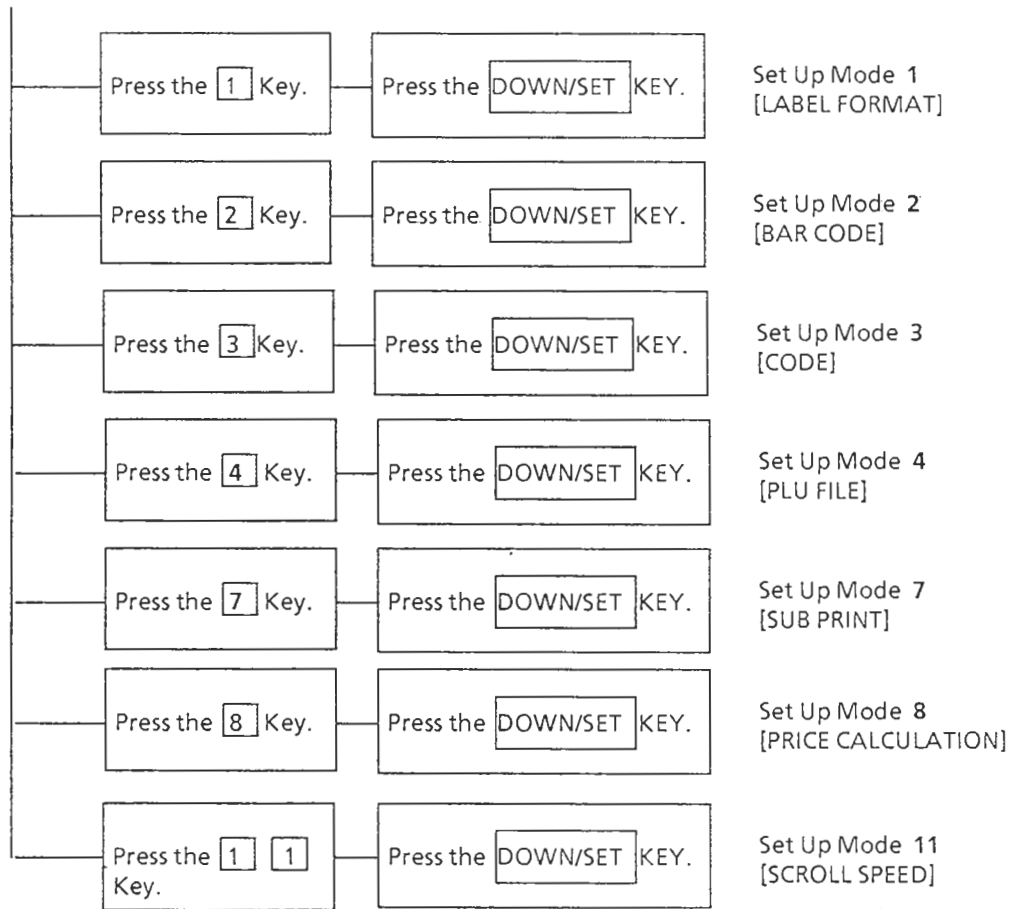 Press the 1 Key. Press the DOWN/SET KEY. Set Up Mode 1
[LABEL FORMAT]
Press the 2 Key. Press the DOWN/SET KEY. Set Up Mode 2
[BAR CODE]
Press the 3 Key. Press the DOWN/SET KEY. Set Up Mode 3
[CODE]
Press the 4 Key. Press the DOWN/SET KEY. Set Up Mode 4
[PLU FILE]
Press the 7 Key. Press the DOWN/SET KEY. Set Up Mode 7
[SUB PRINT]
Press the 8 Key. Press the DOWN/SET KEY. Set Up Mode 8
[PRICE CALCULATION]
Press the 1 1 Key. Press the DOWN/SET KEY. Set Up Mode 11
[SCROLL SPEED]